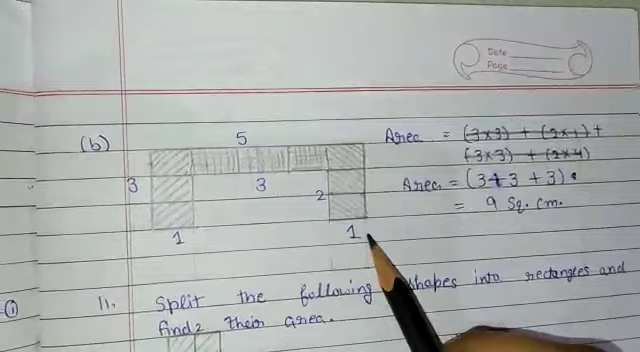 Date
Page
(b)
5
3
3
2
1
1
Area = (3×3) + (2×1) +
(3×3) + (2×4)
Area = (3+3+3).
= 9 Sq. cm.
(i) 11. Split the following shapes into rectangles and
find2 their area.